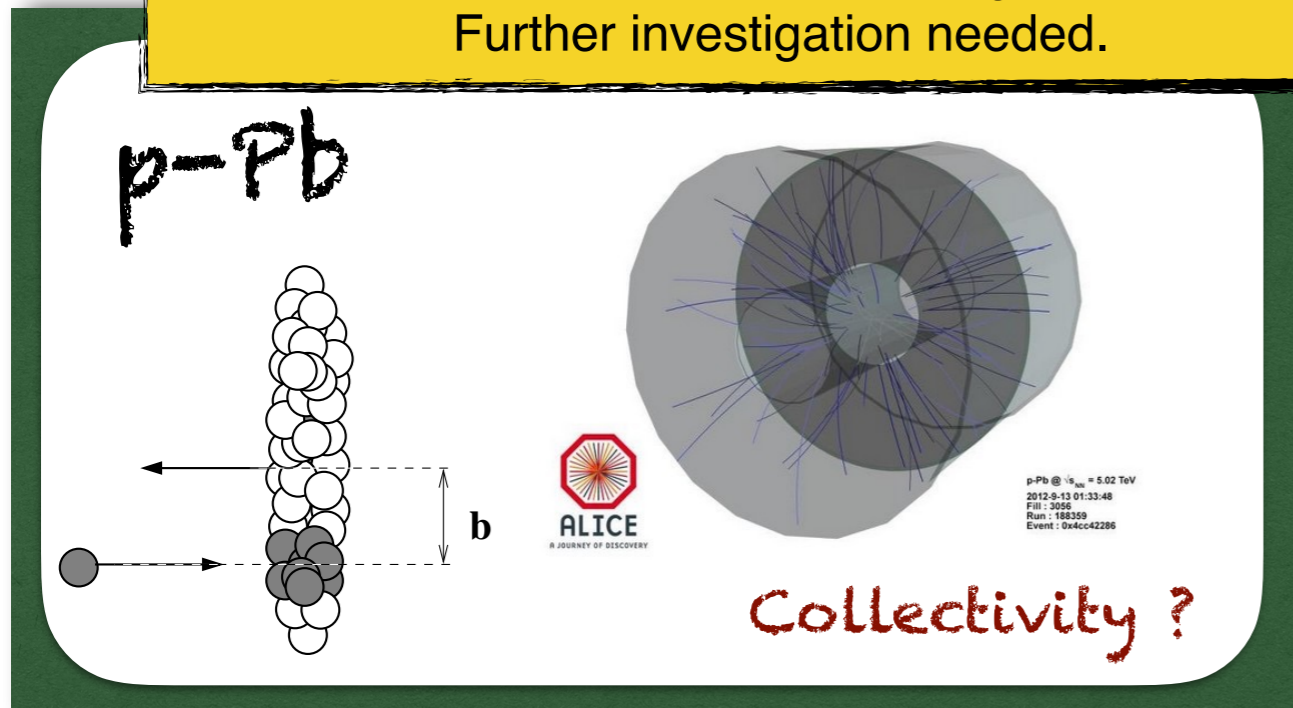 Further investigation needed.
p-Pb
b
ALICE
A JOURNEY OF DISCOVERY
p-Pb @ √sNN = 5.02 TeV
2012-9-13 01:33:48
Fill : 3056
Run : 188359
Event : 0x4cc42286
Collectivity ?